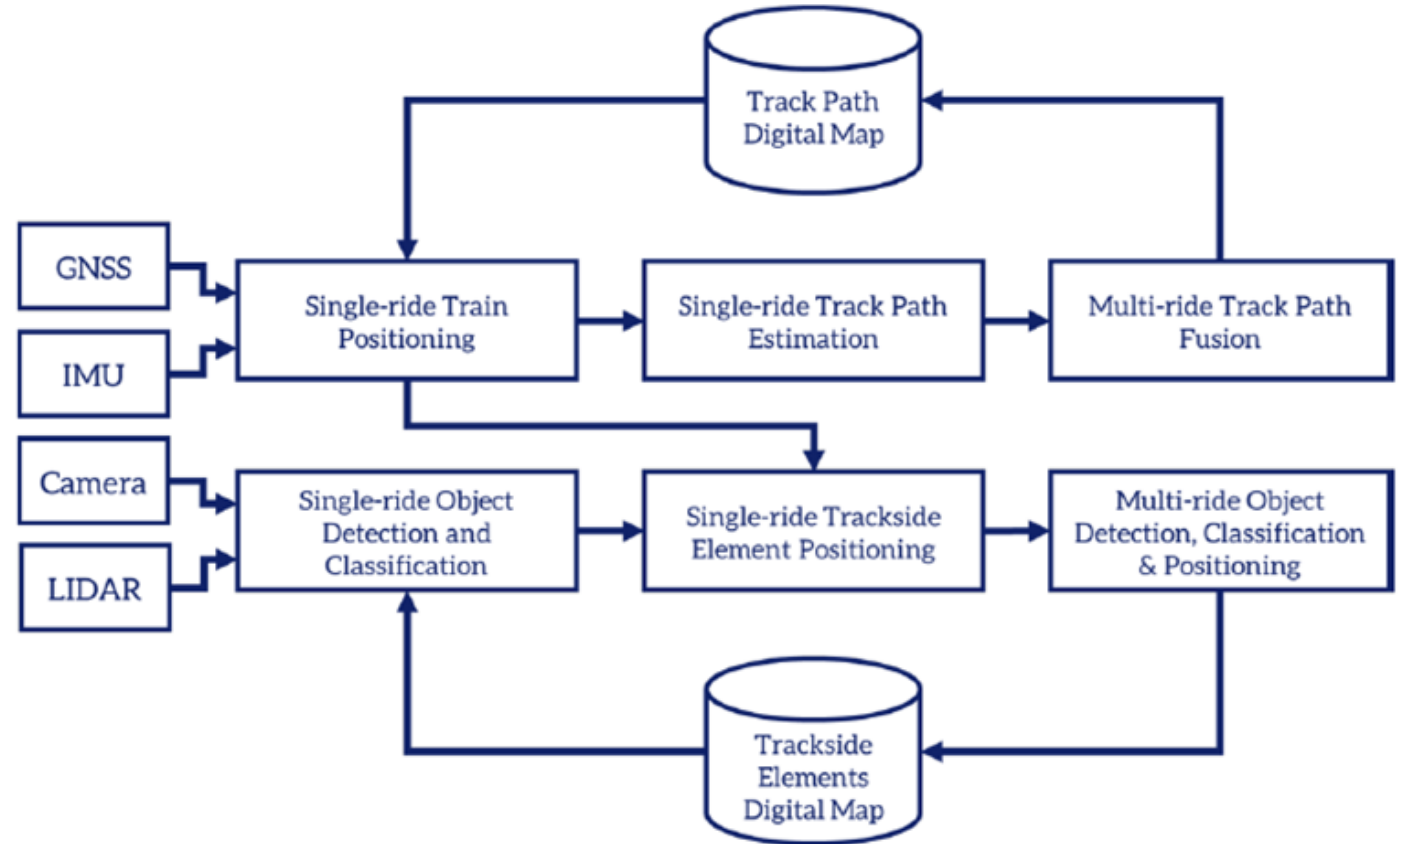 Track Path
Digital Map
GNSS
IMU
Camera
LIDAR
Single-ride Train
Positioning
Single-ride Track Path
Estimation
Multi-ride Track Path
Fusion
Single-ride Object
Detection and
Classification
Single-ride Trackside
Element Positioning
Multi-ride Object
Detection, Classification
& Positioning
Trackside
Elements
Digital Map